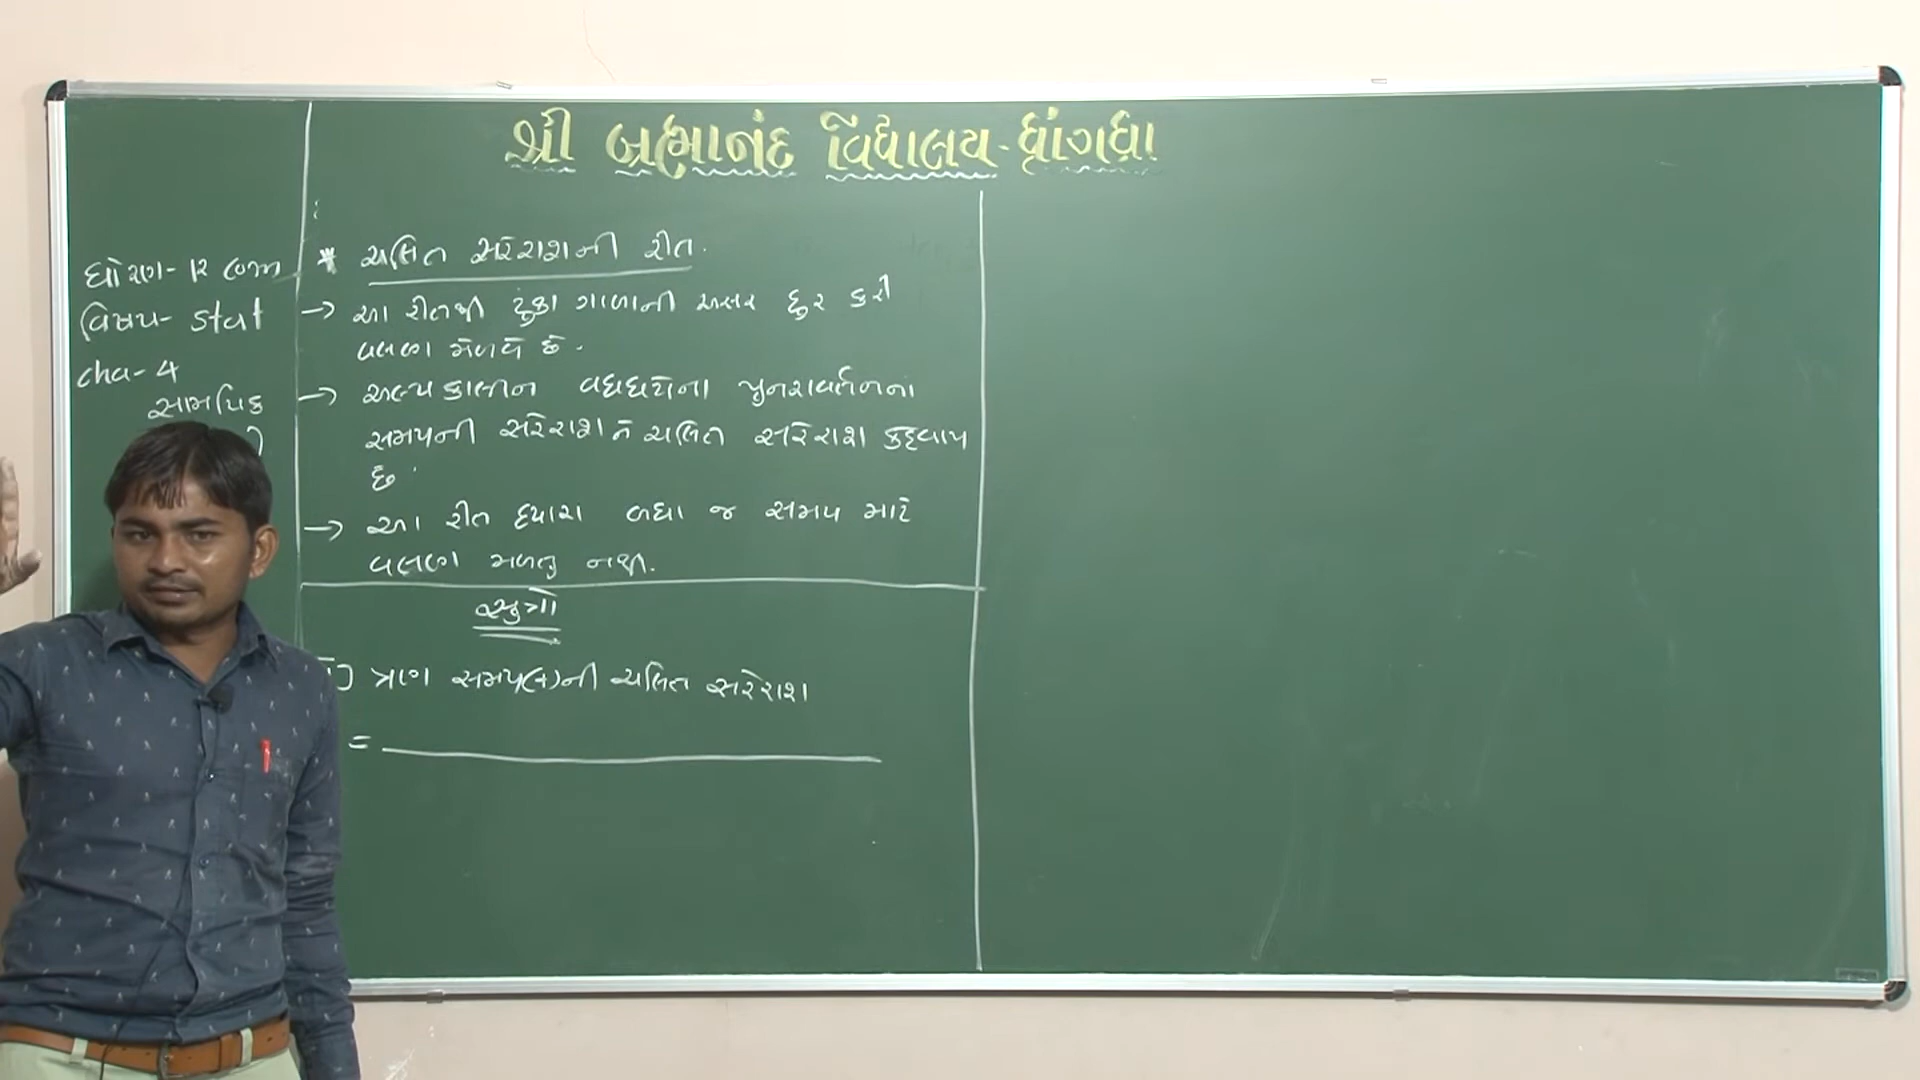 શ્રી બ્રહ્માનંદ વિદ્યાલય - ધ્રાંગધ્રા
ધોરણ - 12 com
વિષય - Stat
cha - 4
સામયિક
* ચલિત સરેરાશની રીત.
→ આ રીતથી ટુંકા ગાળાની અસર દુર કરી
વલણ મેળવે છે.
→ અલ્પકાલીન વધઘટોના પુનરાવર્તનના
સમયની સરેરાશને ચલિત સરેરાશ કહેવાય
છે.
→ આ રીત દ્વારા બધા જ સમય માટે
વલણ મળતુ નથી.
સુત્રો
ત્રણ સમય(t)ની ચલિત સરેરાશ
=